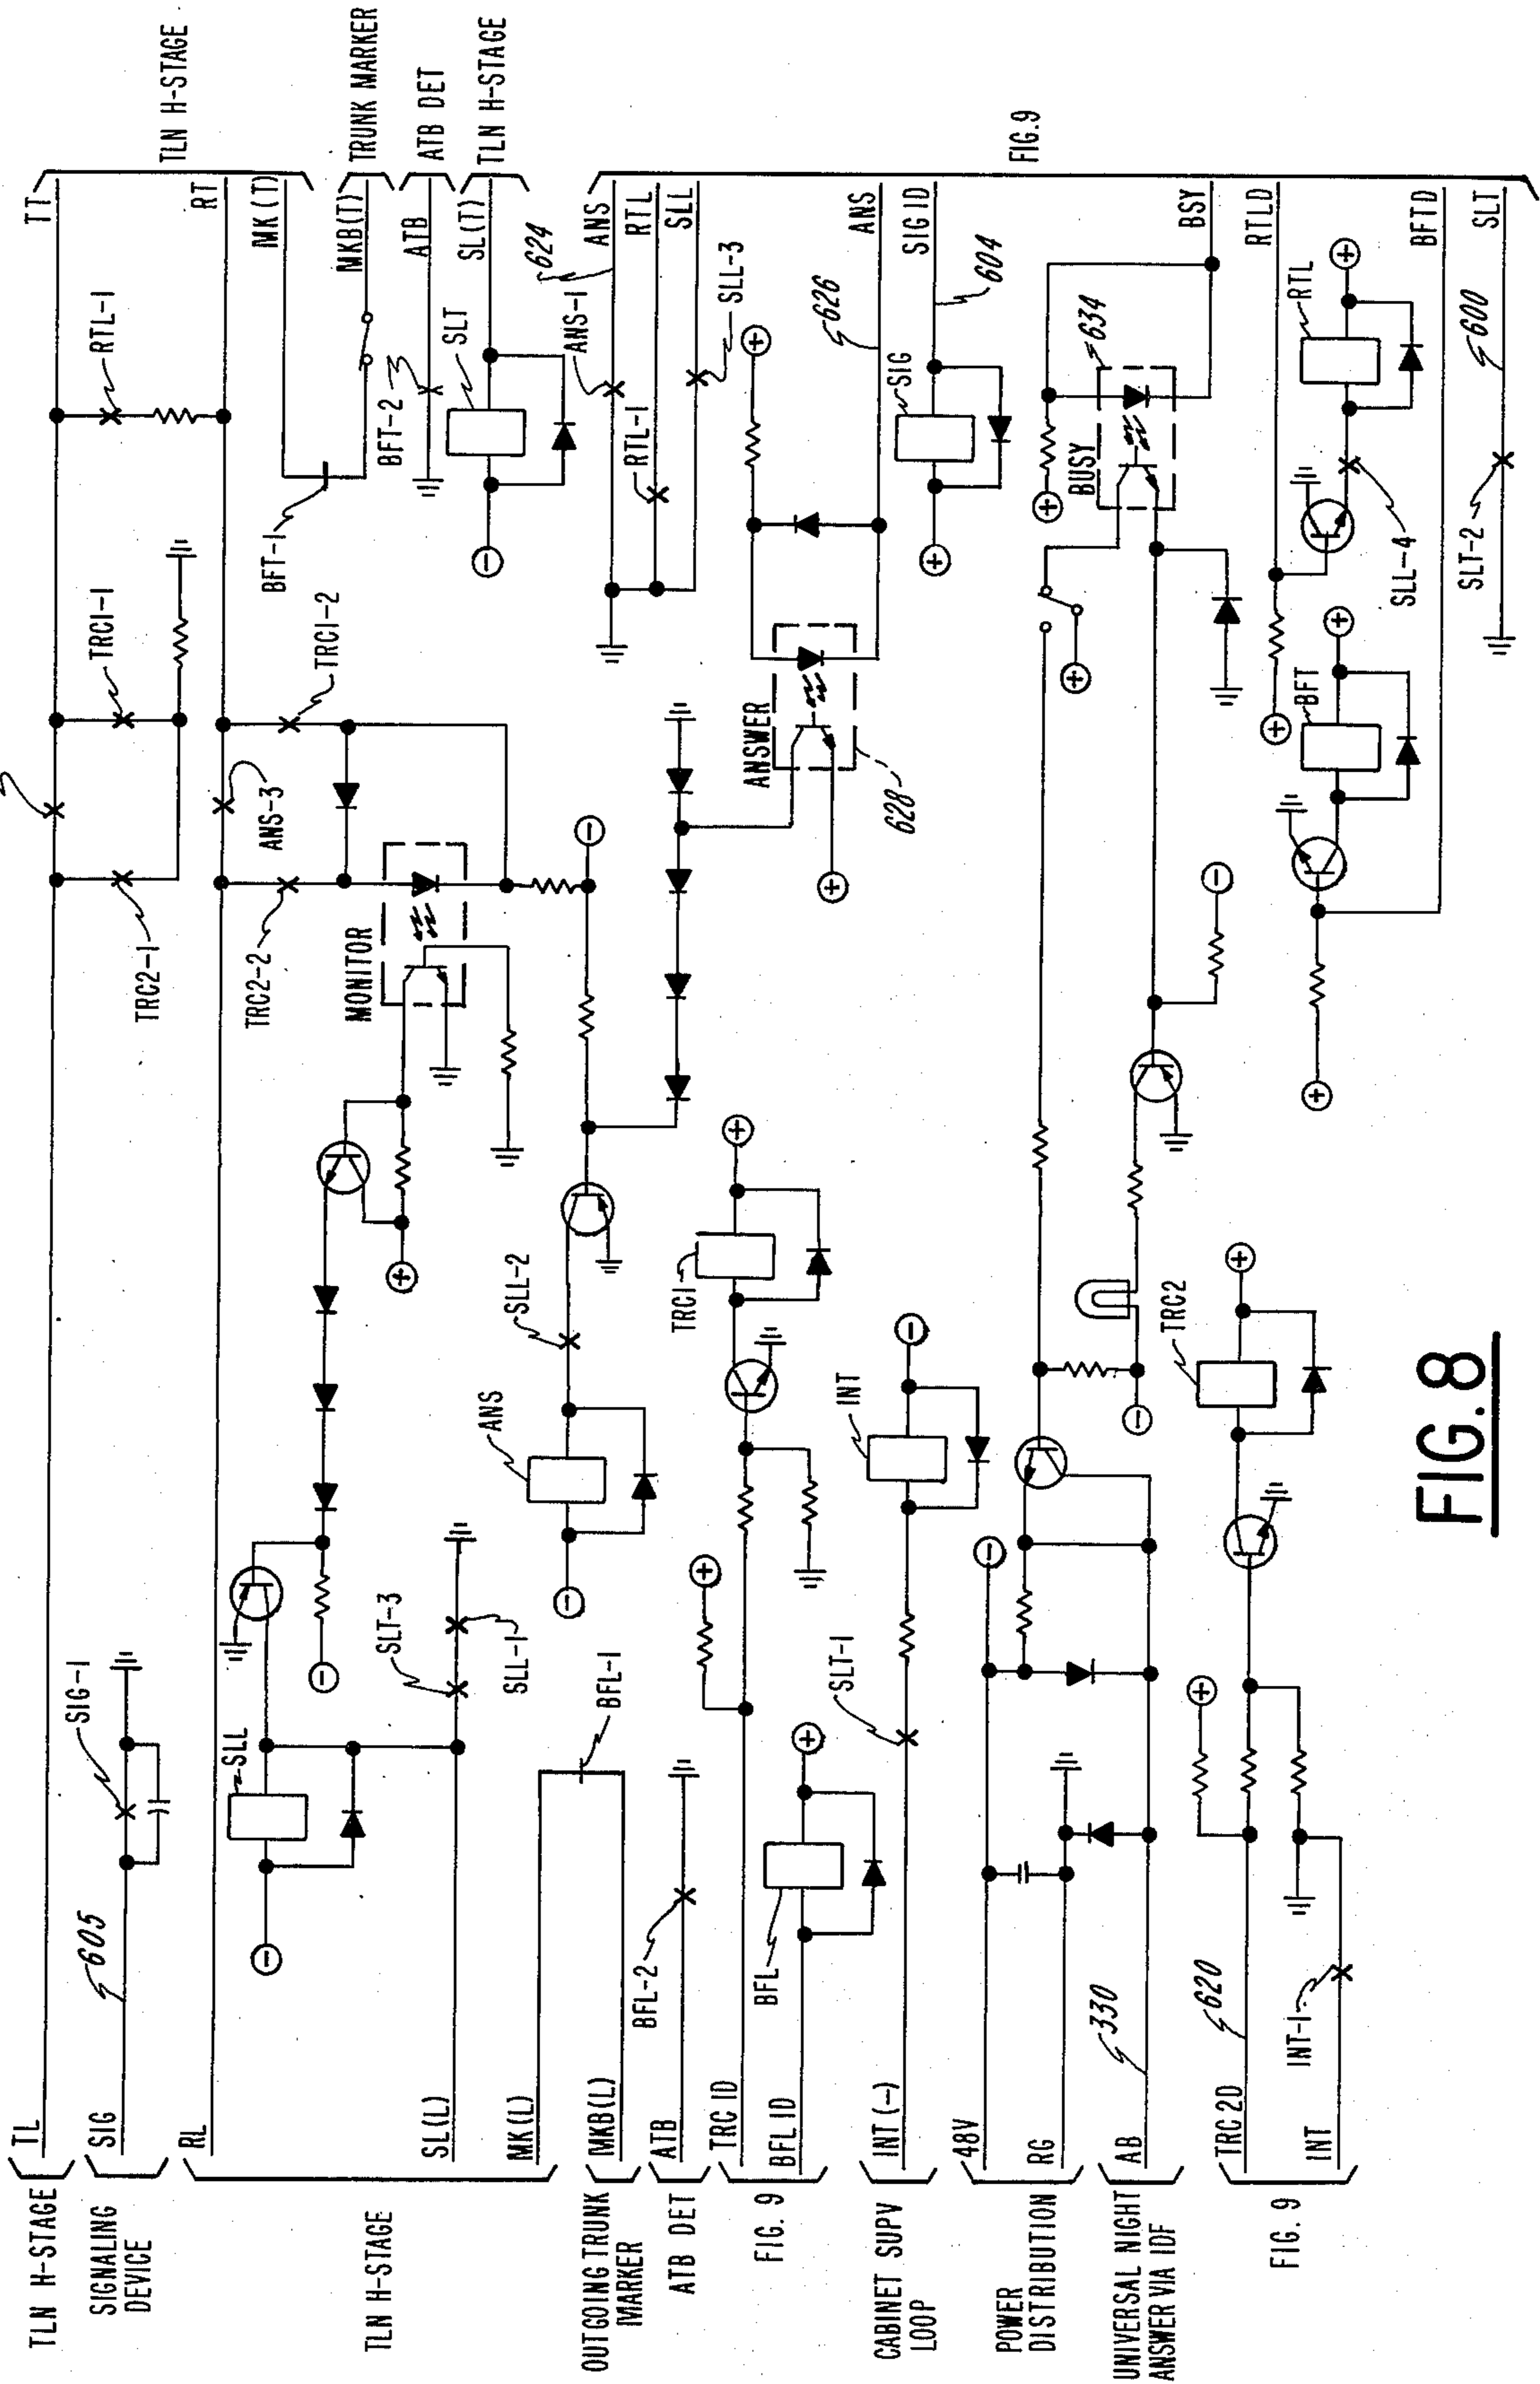 TLN H-STAGE
TL
SIGNALING
DEVICE
SIG
605
SIG-1
TLN H-STAGE
RL
SL(L)
MK(L)
SLL
SLT-3
SLL-1
OUTGOING TRUNK
MARKER
MKB(L)
BFL-1
ATB DET
ATB
BFL-2
FIG. 9
TRC 1D
BFL 1D
BFL
CABINET SUPV
LOOP
INT(-)
SLT-1
INT
POWER
DISTRIBUTION
48V
RG
UNIVERSAL NIGHT
ANSWER VIA IDF
AB
330
FIG. 9
TRC 2D
620
INT
INT-1
TRC2-1
TRC1-1
RTL-1
TRC2-2
ANS-3
TRC1-2
MONITOR
ANS
SLL-2
TRC1
TRC2
BFT-1
BFT-2
SLT
ANS-1
RTL-1
SLL-3
ANSWER
628
626
SIG
604
BUSY
634
BFT
RTL
SLL-4
SLT-2
600
TT
RT
MK(T)
TLN H-STAGE
MKB(T)
TRUNK MARKER
ATB
ATB DET
SL(T)
TLN H-STAGE
624
ANS
RTL
SLL
ANS
SIG 1D
BSY
RTLD
BFTD
SLT
FIG.9
FIG.8